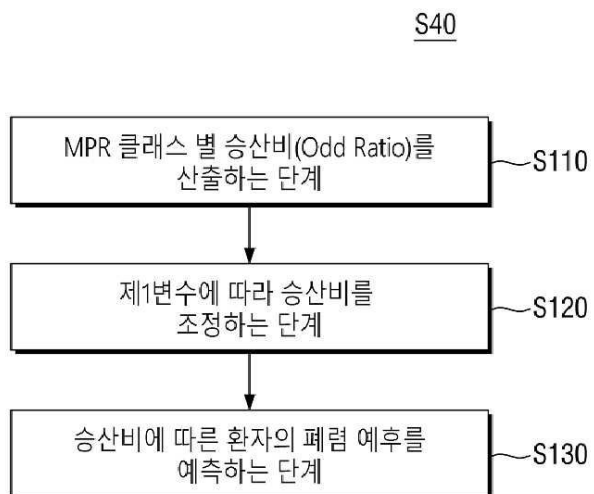 S40
MPR 클래스 별 승산비(Odd Ratio)를
산출하는 단계
S110
제1변수에 따라 승산비를
조정하는 단계
S120
승산비에 따른 환자의 폐렴 예후를
예측하는 단계
S130